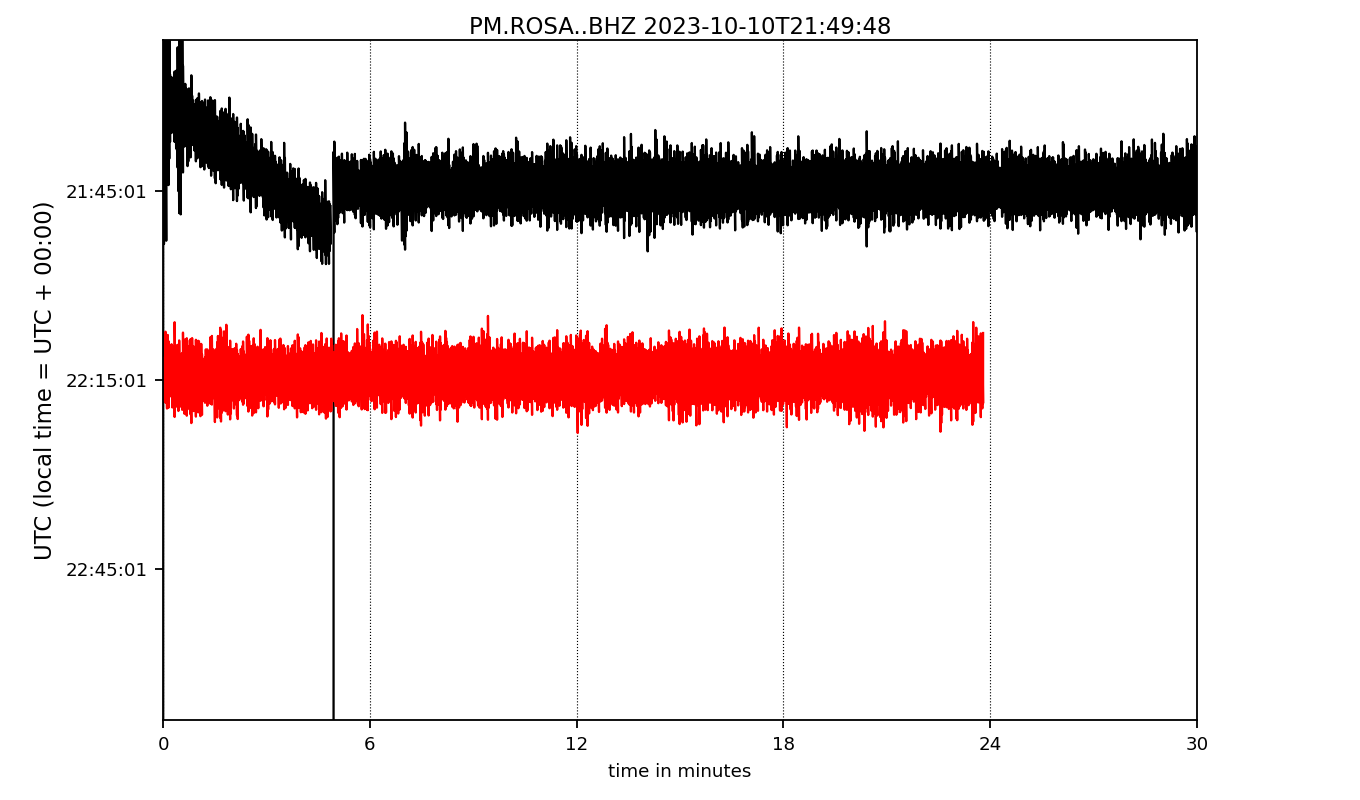 PM.ROSA..BHZ 2023-10-10T21:49:48
UTC (local time = UTC + 00:00)
21:45:01
22:15:01
22:45:01
0 6 12 18 24 30
time in minutes